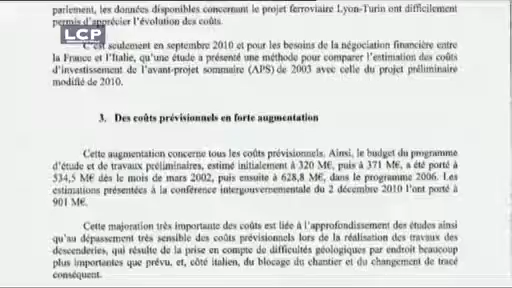 parlement, les données disponibles concernant le projet ferroviaire Lyon-Turin ont difficilement
permis d'apprécier l'évolution des coûts.
LCP
C'est seulement en septembre 2010 et pour les besoins de la négociation financière entre
la France et l'Italie, qu'une étude a présenté une méthode pour comparer l'estimation des coûts
d'investissement de l'avant-projet sommaire (APS) de 2003 avec celle du projet préliminaire
modifié de 2010.
3. Des coûts prévisionnels en forte augmentation
Cette augmentation concerne tous les coûts prévisionnels. Ainsi, le budget du programme
d'étude et de travaux préliminaires, estimé initialement à 320 M€, puis à 371 M€, a été porté à
534,5 M€ dès le mois de mars 2002, puis ensuite à 628,8 M€, dans le programme 2006. Les
estimations présentées à la conférence intergouvernementale du 2 décembre 2010 l'ont porté à
901 M€.
Cette majoration très importante des coûts est liée à l'approfondissement des études ainsi
qu'au dépassement très sensible des coûts prévisionnels lors de la réalisation des travaux des
descenderies, qui résulte de la prise en compte de difficultés géologiques par endroit beaucoup
plus importantes que prévu, et, côté italien, du blocage du chantier et du changement de tracé
conséquent.